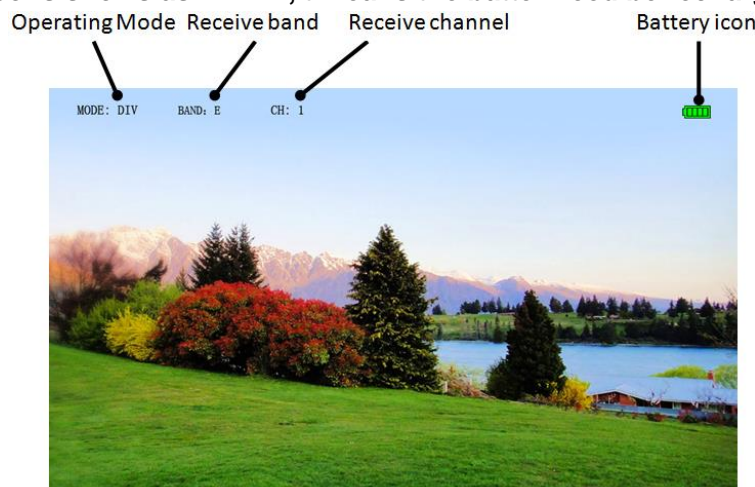 Operating Mode Receive band Receive channel Battery icon
MODE: DIV BAND: E CH: 1